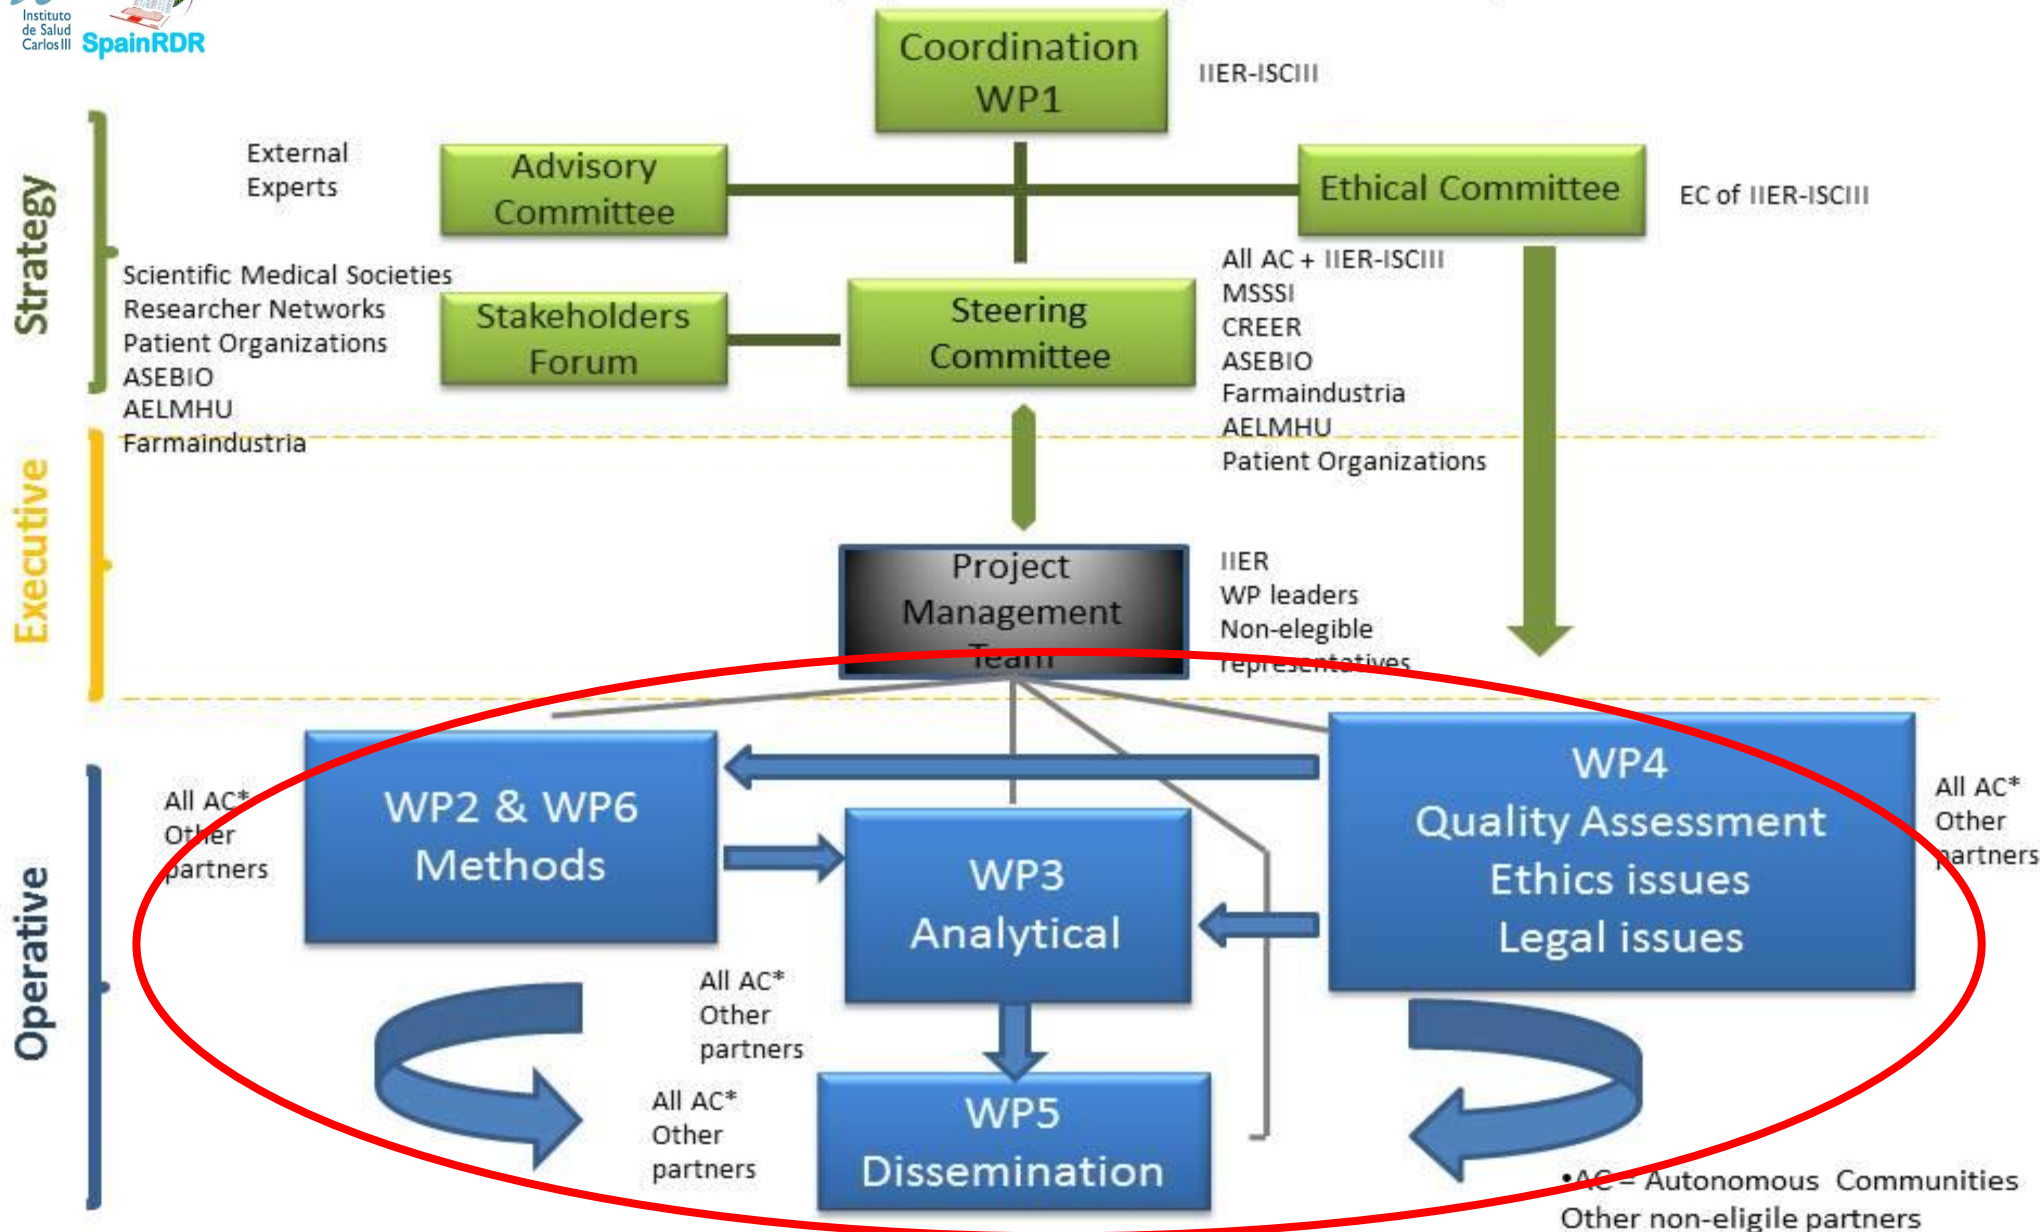 Instituto
de Salud
Carlos III
SpainRDR
Coordination
WP1
IIER-ISCIII
Strategy
External
Experts
Advisory
Committee
Ethical Committee
EC of IIER-ISCIII
Scientific Medical Societies
Researcher Networks
Patient Organizations
ASEBIO
AELMHU
Farmaindustria
Stakeholders
Forum
Steering
Committee
All AC + IIER-ISCIII
MSSSI
CREER
ASEBIO
Farmaindustria
AELMHU
Patient Organizations
Executive
Project
Management
Team
IIER
WP leaders
Non-elegible
representatives
Operative
All AC*
Other
partners
WP2 & WP6
Methods
WP3
Analytical
WP4
Quality Assessment
Ethics issues
Legal issues
All AC*
Other
partners
All AC*
Other
partners
All AC*
Other
partners
WP5
Dissemination
•AC = Autonomous Communities
Other non-eligile partners